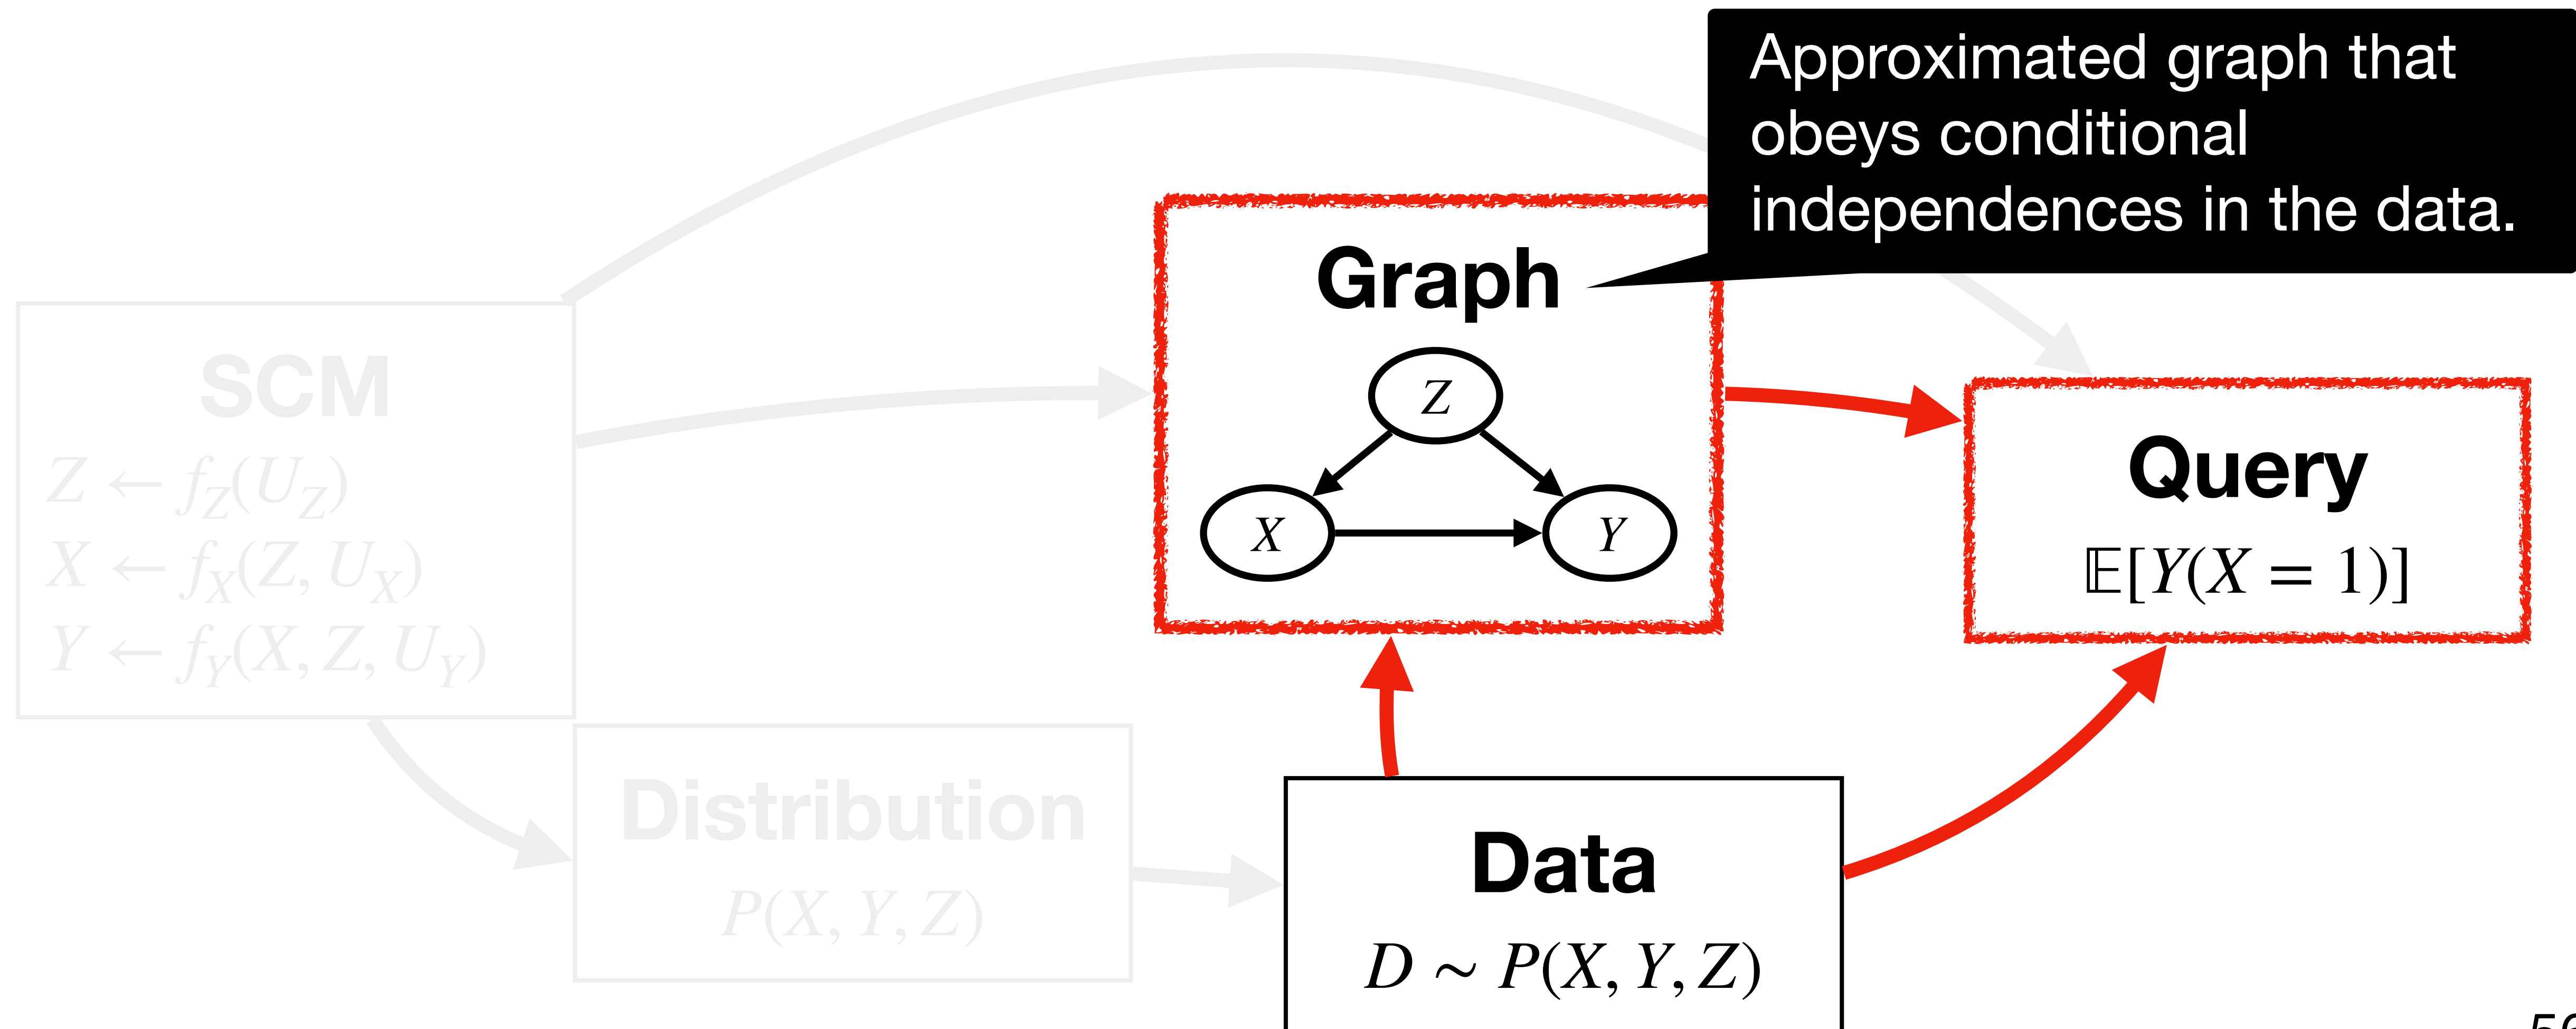 Approximated graph that
obeys conditional
independences in the data.
Graph
Z
X
Y
SCM
Z ← f_Z(U_Z)
X ← f_X(Z, U_X)
Y ← f_Y(X, Z, U_Y)
Query
𝔼[Y(X = 1)]
Distribution
P(X, Y, Z)
Data
D ∼ P(X, Y, Z)